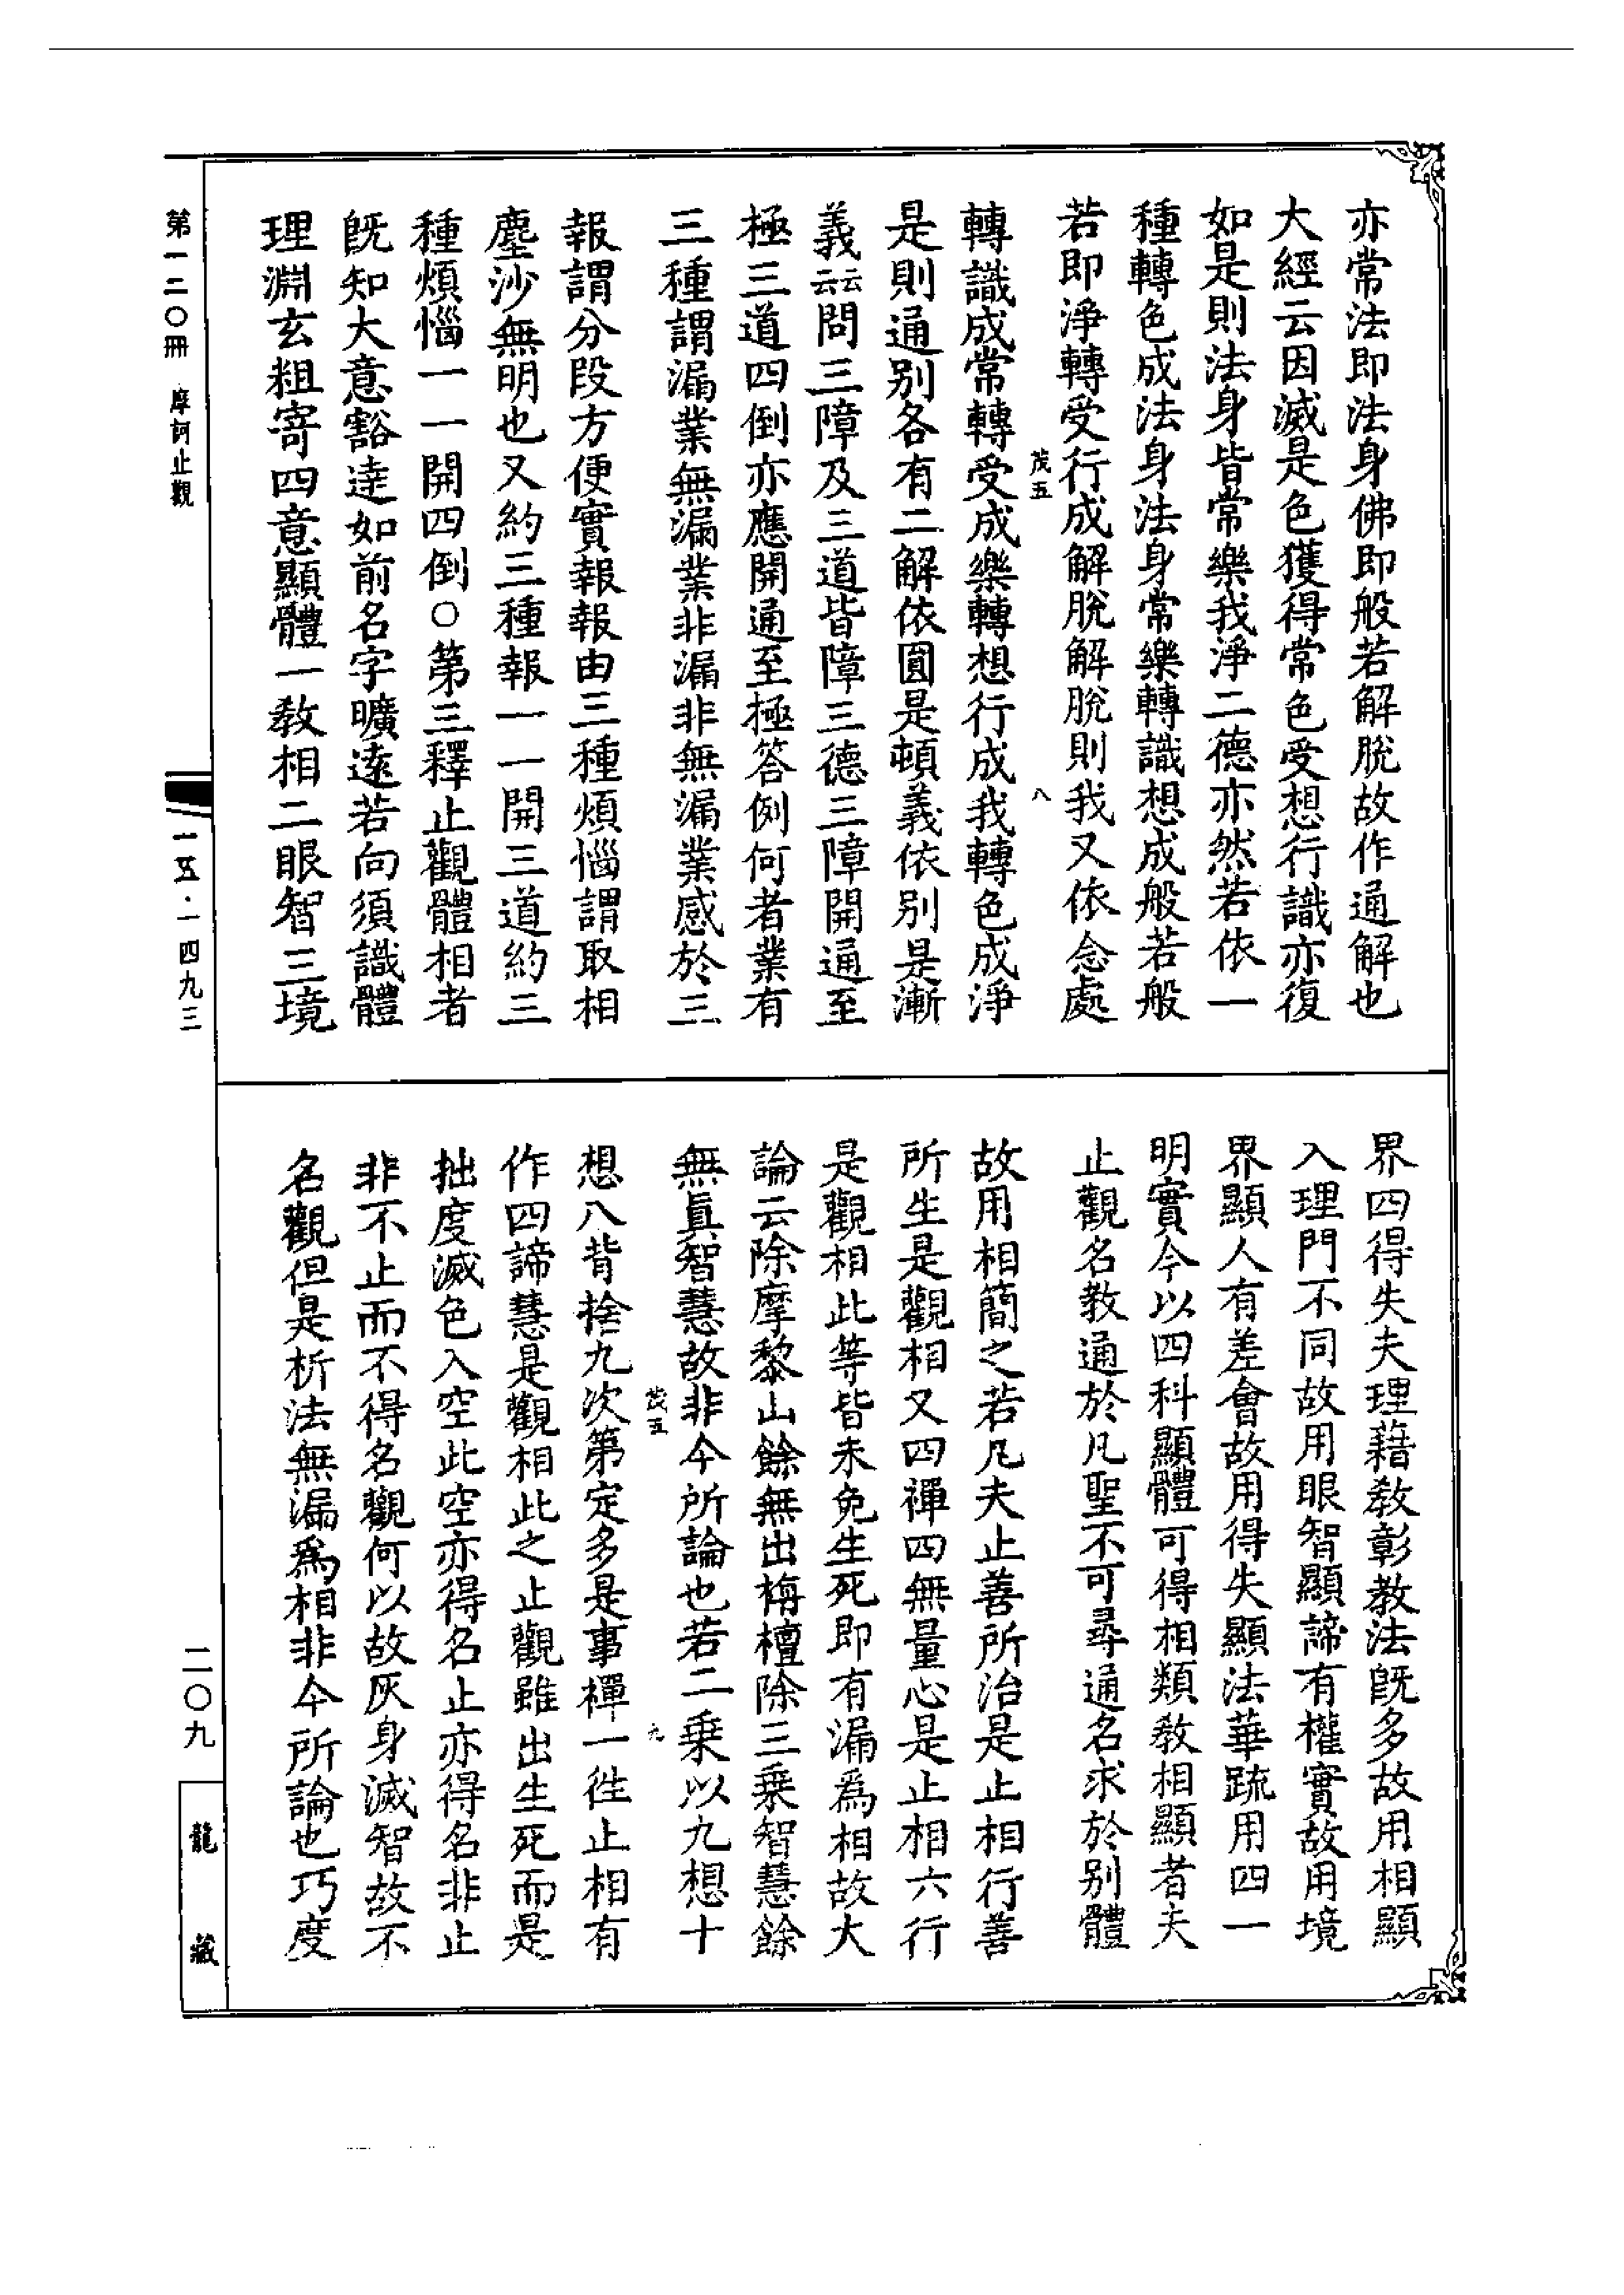 亦常法即法身佛即般若解脫故作通解也
大經云因滅是色獲得常色受想行識亦復
如是則法身皆常樂我淨二德亦然若依一
種轉色成法身法身常樂轉識想成般若般
若即淨轉受行成解脫解脫則我又依念處
茂五 八
轉識成常轉受成樂轉想行成我轉色成淨
是則通別各有二解依圓是頓義依別是漸
義云云問三障及三道皆障三德三障開通至
極三道四倒亦應開通至極答例何者業有
三種謂漏業無漏業非漏非無漏業感於三
報謂分段方便實報報由三種煩惱謂取相
塵沙無明也又約三種報一一開三道約三
種煩惱一一開四倒○第三釋止觀體相者
既知大意豁達如前名字曠遠若向須識體
理淵玄粗寄四意顯體一教相二眼智三境
界四得失夫理藉教彰教法既多故用相顯
入理門不同故用眼智顯諦有權實故用境
界顯人有差會故用得失顯法華疏用四一
明實今以四科顯體可得相類教相顯者夫
止觀名教通於凡聖不可尋通名求於別體
故用相簡之若凡夫止善所治是止相行善
所生是觀相又四禪四無量心是止相六行
是觀相此等皆未免生死即有漏為相故大
論云除摩黎山餘無出栴檀除三乘智慧餘
無真智慧故非今所論也若二乘以九想十
茂五 九
想八背捨九次第定多是事禪一往止相有
作四諦慧是觀相此之止觀雖出生死而是
拙度滅色入空此空亦得名止亦得名非止
非不止而不得名觀何以故灰身滅智故不
名觀但是析法無漏為相非今所論也巧度
第一二〇冊 摩訶止觀
一五·一四九三
二〇九
龍藏